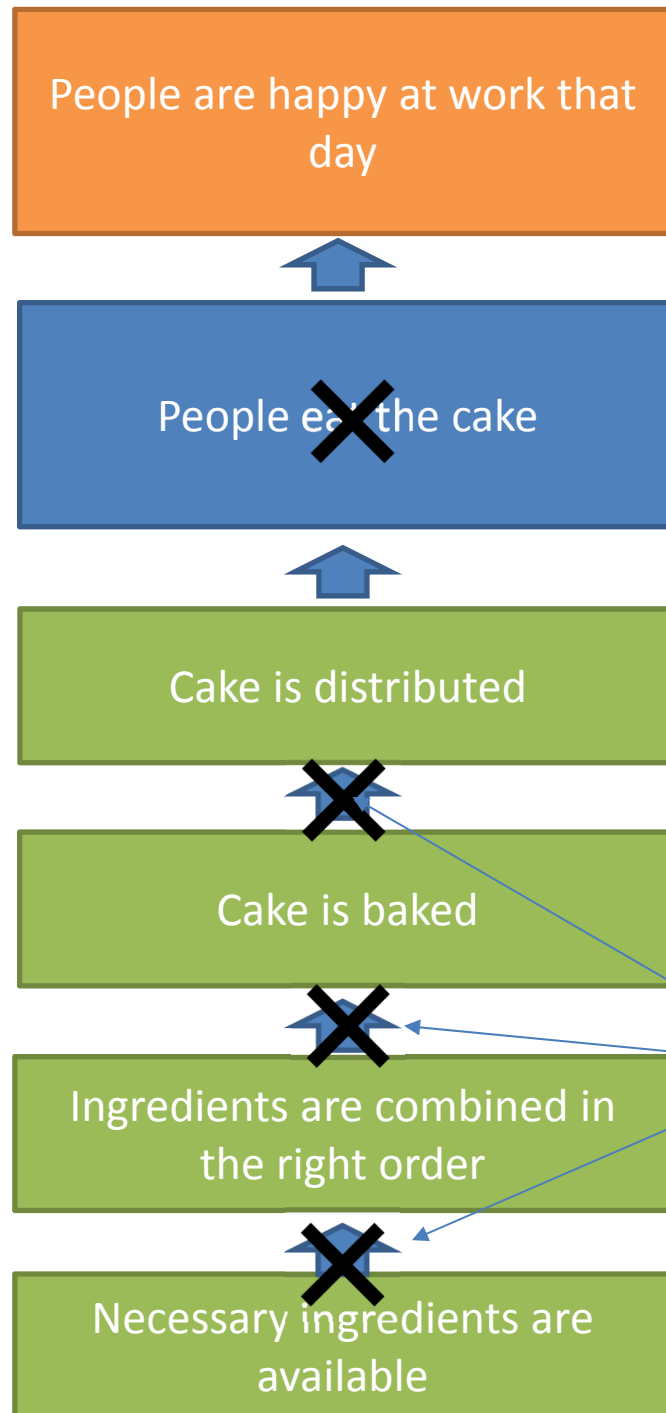 People are happy at work that
day
People eat the cake
Cake is distributed
Cake is baked
Ingredients are combined in
the right order
Necessary ingredients are
available